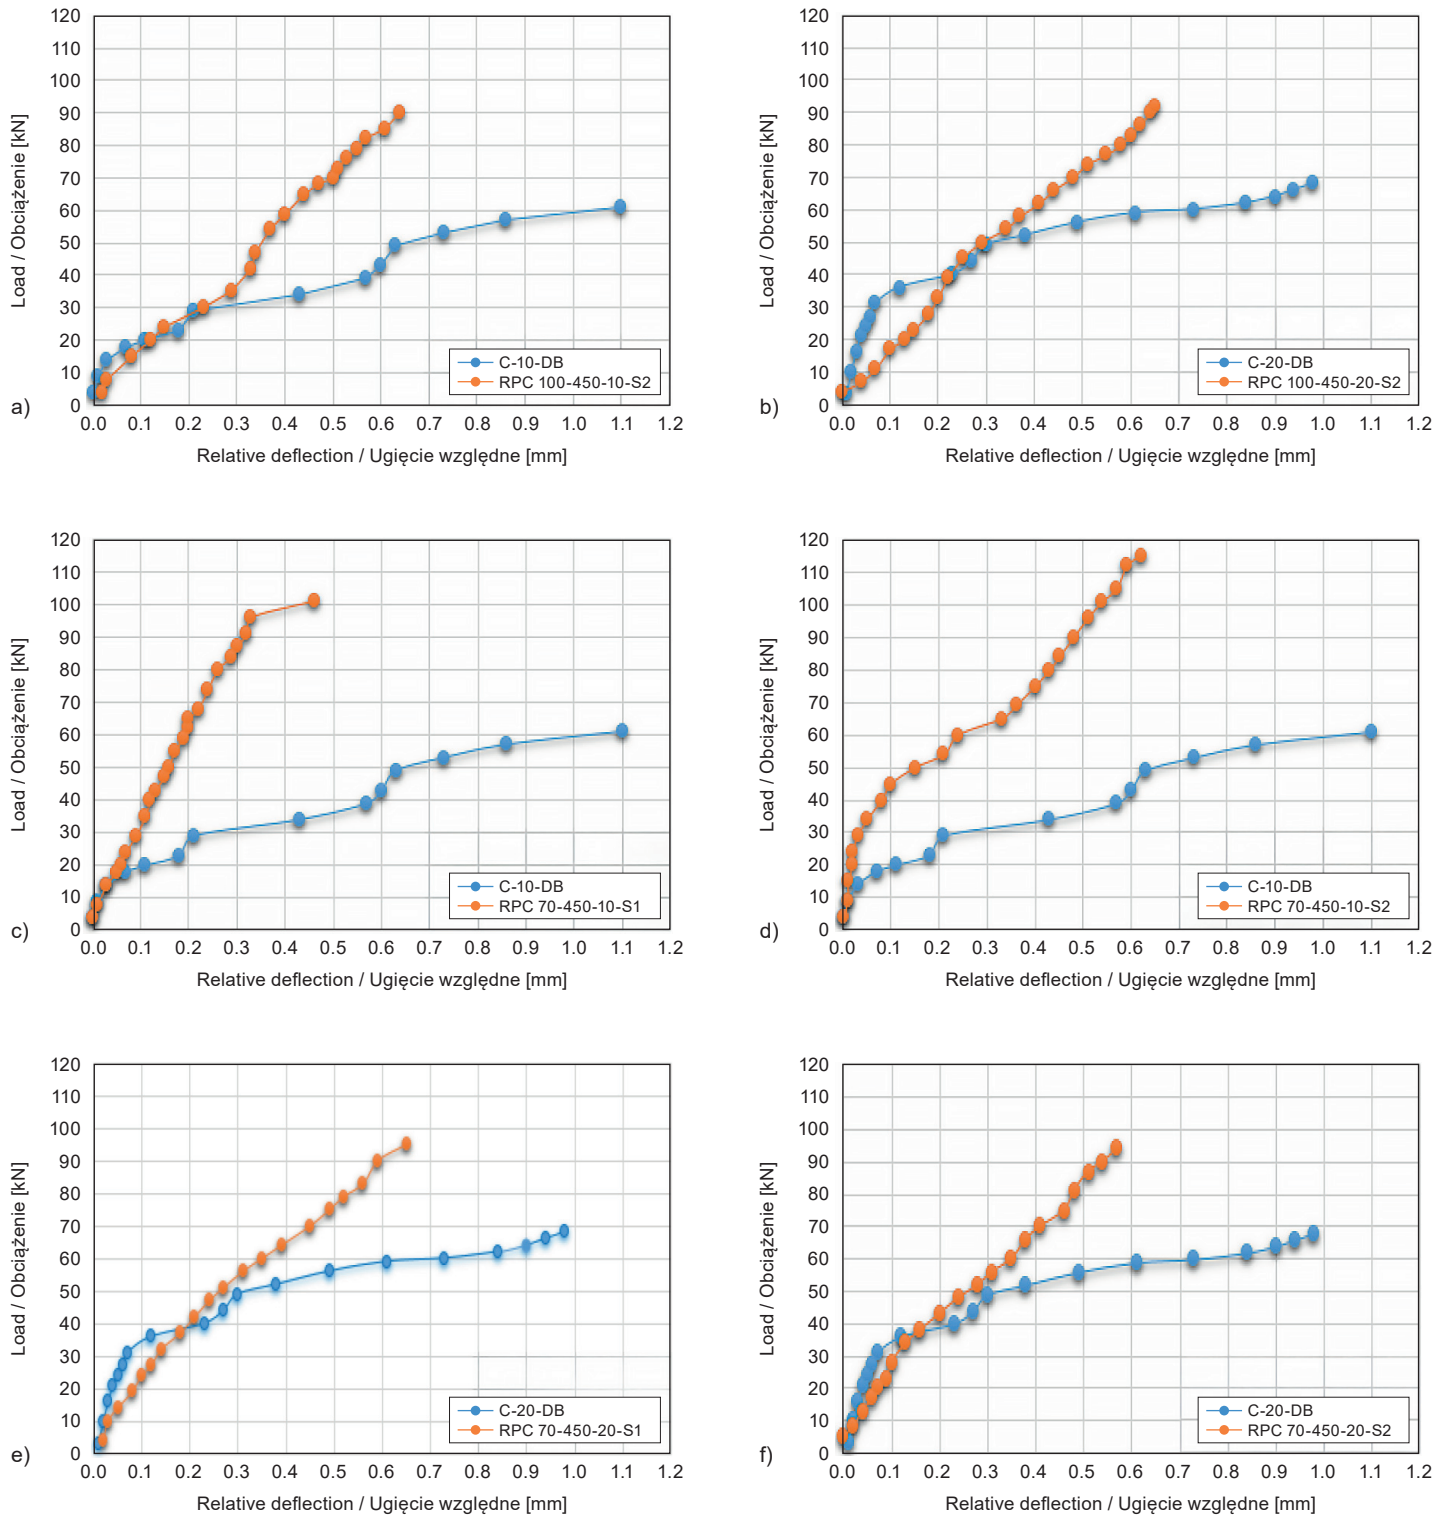 120
110
100
90
80
70
60
50
40
30
20
10
0
Load / Obciążenie [kN]
C-10-DB
RPC 100-450-10-S2
a)
0.0 0.1 0.2 0.3 0.4 0.5 0.6 0.7 0.8 0.9 1.0 1.1 1.2
Relative deflection / Ugięcie względne [mm]
120
110
100
90
80
70
60
50
40
30
20
10
0
Load / Obciążenie [kN]
C-20-DB
RPC 100-450-20-S2
b)
0.0 0.1 0.2 0.3 0.4 0.5 0.6 0.7 0.8 0.9 1.0 1.1 1.2
Relative deflection / Ugięcie względne [mm]
120
110
100
90
80
70
60
50
40
30
20
10
0
Load / Obciążenie [kN]
C-10-DB
RPC 70-450-10-S1
c)
0.0 0.1 0.2 0.3 0.4 0.5 0.6 0.7 0.8 0.9 1.0 1.1 1.2
Relative deflection / Ugięcie względne [mm]
120
110
100
90
80
70
60
50
40
30
20
10
0
Load / Obciążenie [kN]
C-10-DB
RPC 70-450-10-S2
d)
0.0 0.1 0.2 0.3 0.4 0.5 0.6 0.7 0.8 0.9 1.0 1.1 1.2
Relative deflection / Ugięcie względne [mm]
120
110
100
90
80
70
60
50
40
30
20
10
0
Load / Obciążenie [kN]
C-20-DB
RPC 70-450-20-S1
e)
0.0 0.1 0.2 0.3 0.4 0.5 0.6 0.7 0.8 0.9 1.0 1.1 1.2
Relative deflection / Ugięcie względne [mm]
120
110
100
90
80
70
60
50
40
30
20
10
0
Load / Obciążenie [kN]
C-20-DB
RPC 70-450-20-S2
f)
0.0 0.1 0.2 0.3 0.4 0.5 0.6 0.7 0.8 0.9 1.0 1.1 1.2
Relative deflection / Ugięcie względne [mm]